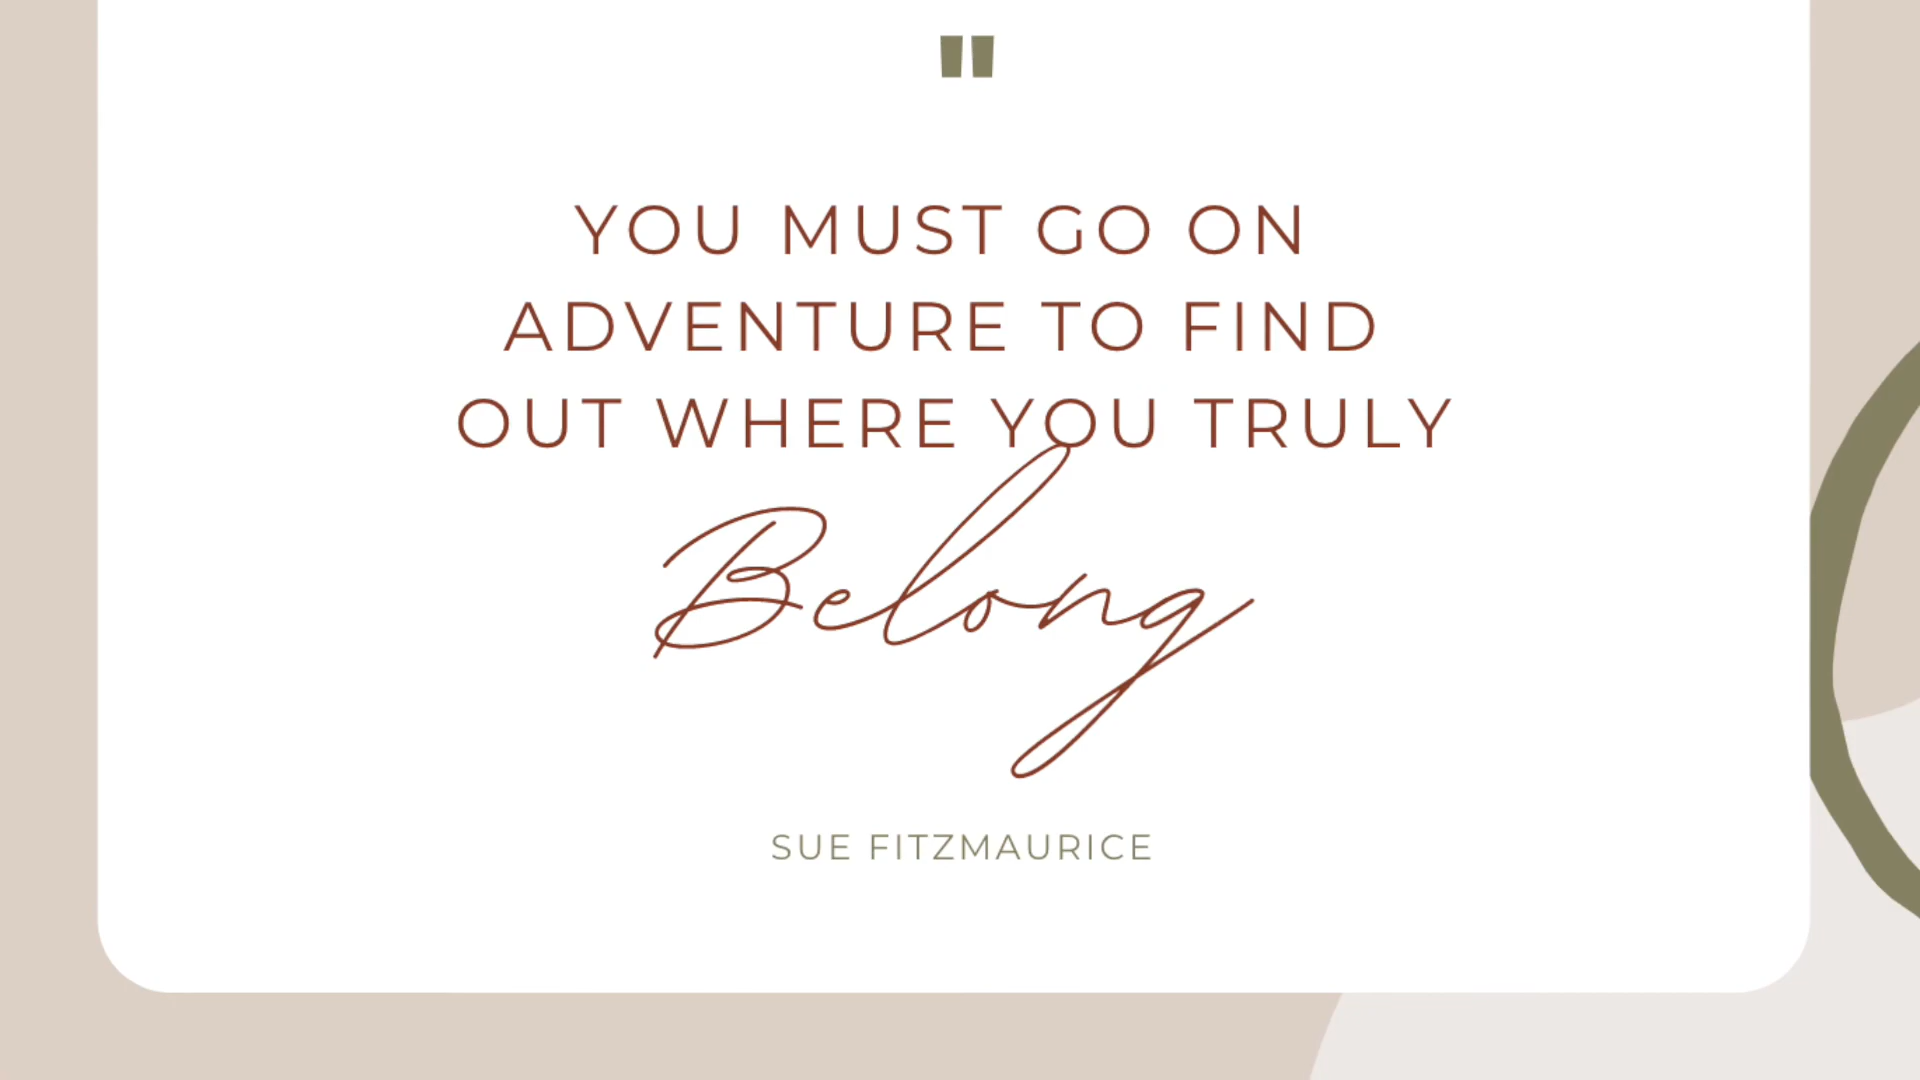 "
YOU MUST GO ON
ADVENTURE TO FIND
OUT WHERE YOU TRULY
Belong
SUE FITZMAURICE